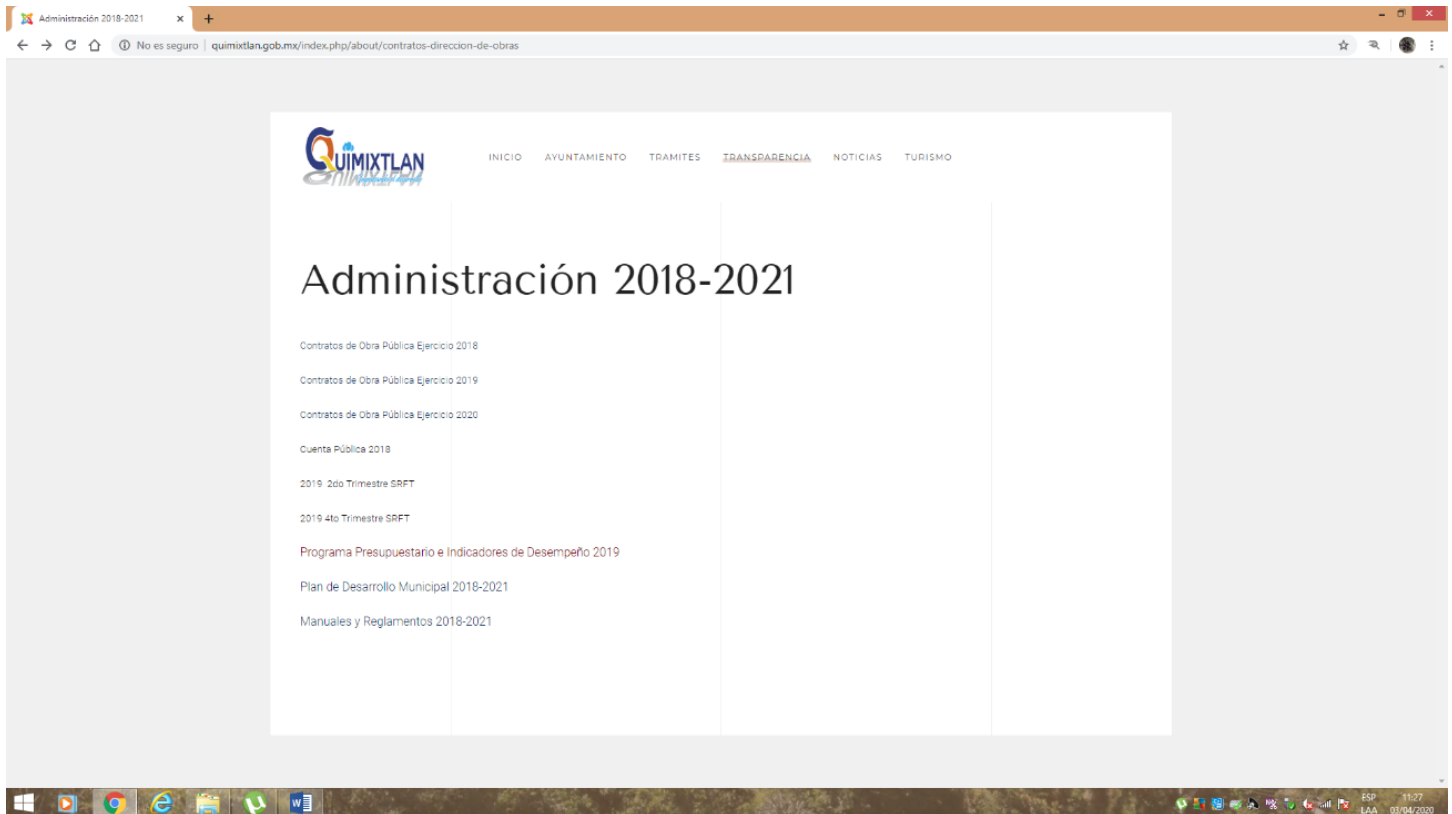 Administración 2018-2021
No es seguro | quimixtlan.gob.mx/index.php/about/contratos-direccion-de-obras
QUIMIXTLAN
INICIO AYUNTAMIENTO TRAMITES TRANSPARENCIA NOTICIAS TURISMO
Administración 2018-2021
Contratos de Obra Pública Ejercicio 2018
Contratos de Obra Pública Ejercicio 2019
Contratos de Obra Pública Ejercicio 2020
Cuenta Pública 2018
2019 2do Trimestre SRFT
2019 4to Trimestre SRFT
Programa Presupuestario e Indicadores de Desempeño 2019
Plan de Desarrollo Municipal 2018-2021
Manuales y Reglamentos 2018-2021
ESP 11:27
LAA 03/04/2020